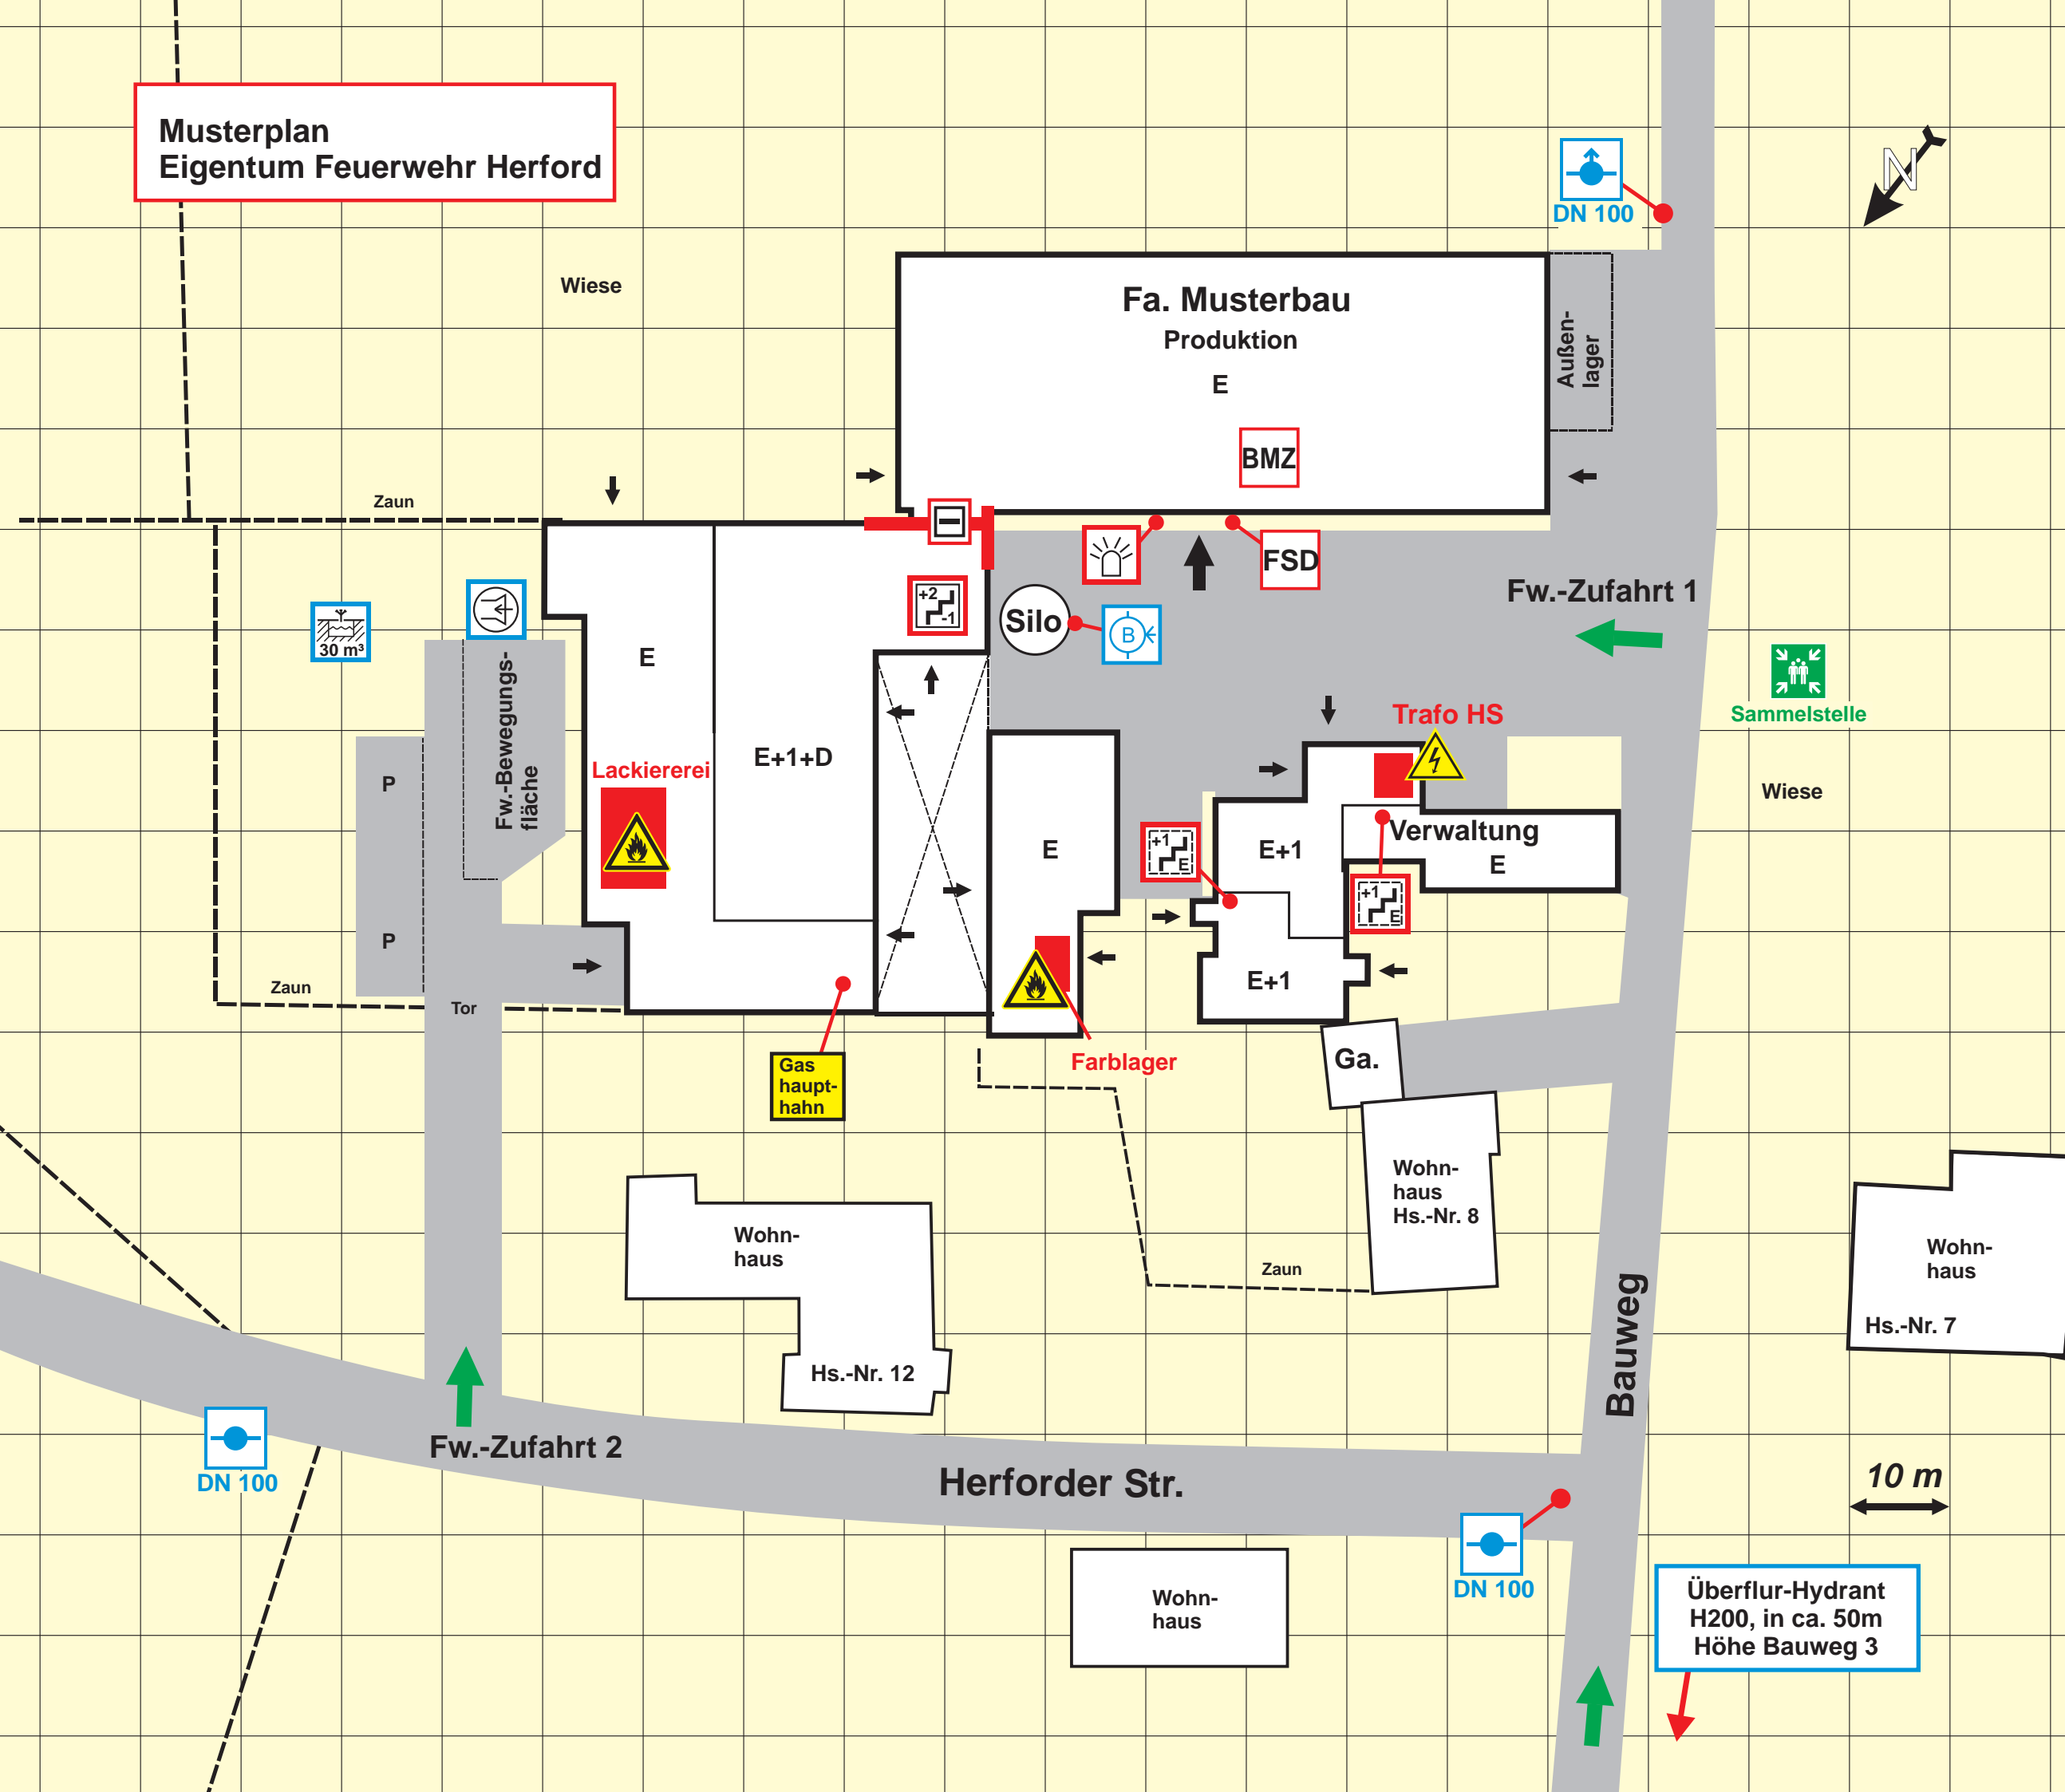 Musterplan
Eigentum Feuerwehr Herford
N
DN 100
Wiese
Fa. Musterbau
Produktion
E
Außen-
lager
BMZ
Zaun
FSD
Fw.-Zufahrt 1
+2
-1
Silo
B
30 m³
E
Fw.-Bewegungs-
fläche
Sammelstelle
Trafo HS
E+1+D
Lackiererei
P
Wiese
Verwaltung
E
+1
E
E+1
E
+1
E
P
E+1
Zaun
Tor
Gas
haupt-
hahn
Farblager
Ga.
Wohn-
haus
Hs.-Nr. 8
Wohn-
haus
Hs.-Nr. 12
Zaun
Wohn-
haus
Hs.-Nr. 7
Bauweg
Fw.-Zufahrt 2
DN 100
Herforder Str.
10 m
DN 100
Wohn-
haus
Überflur-Hydrant
H200, in ca. 50m
Höhe Bauweg 3